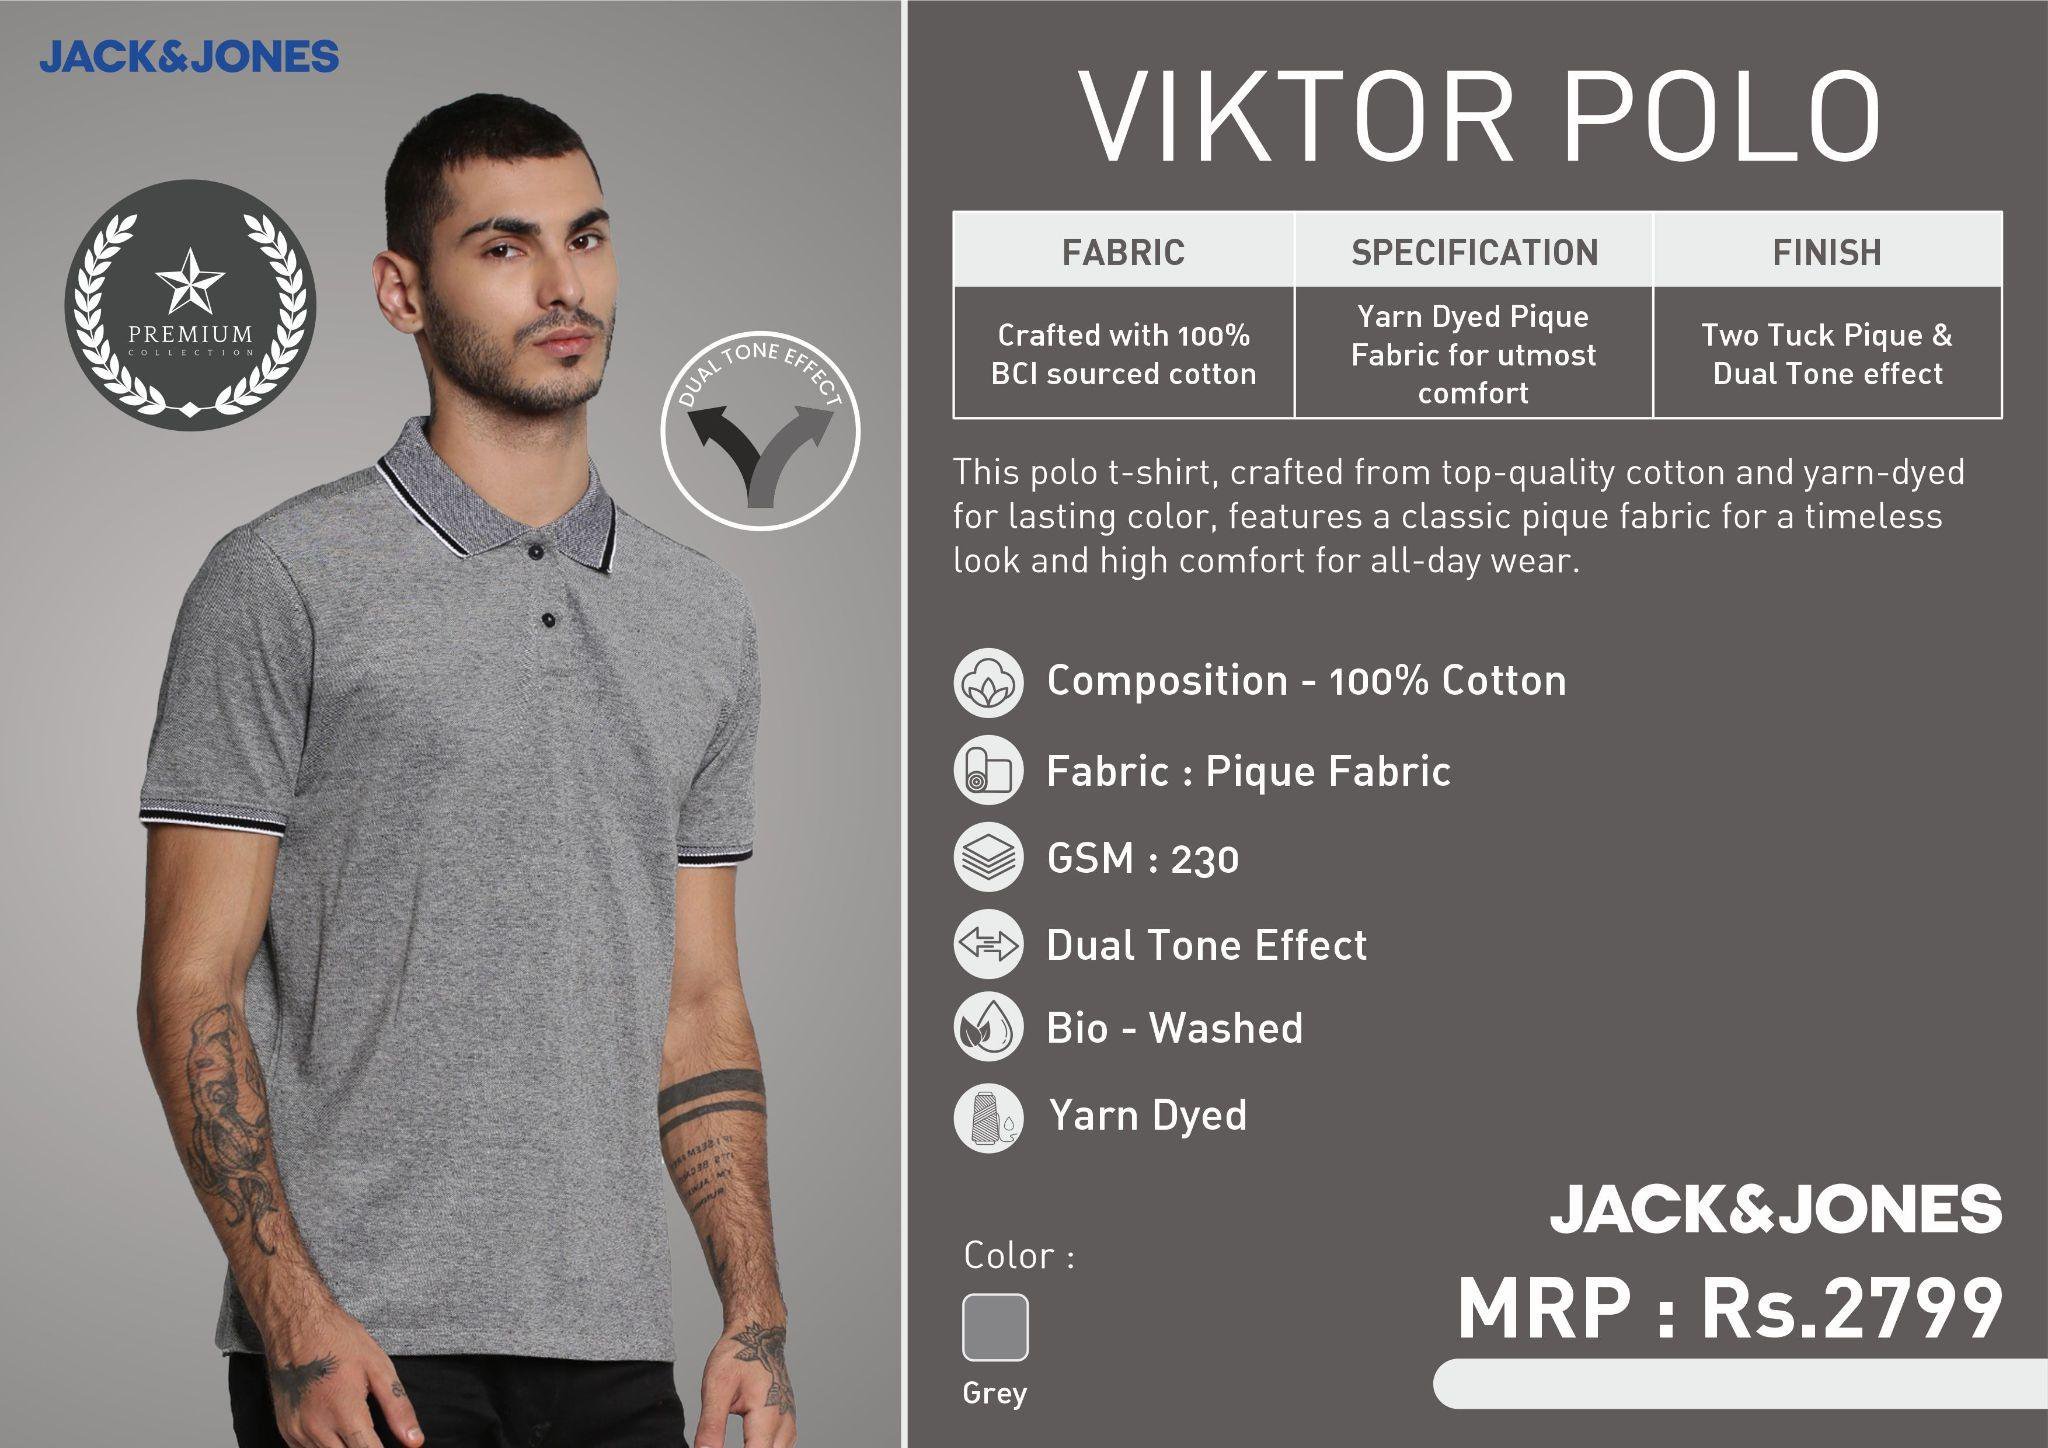 JACK&JONES
PREMIUM
COLLECTION
DUAL TONE EFFECT
VIKTOR POLO
FABRIC
SPECIFICATION
FINISH
Crafted with 100%
BCI sourced cotton
Yarn Dyed Pique
Fabric for utmost
comfort
Two Tuck Pique &
Dual Tone effect
This polo t-shirt, crafted from top-quality cotton and yarn-dyed
for lasting color, features a classic pique fabric for a timeless
look and high comfort for all-day wear.
Composition - 100% Cotton
Fabric : Pique Fabric
GSM : 230
Dual Tone Effect
Bio - Washed
Yarn Dyed
Color :
Grey
JACK&JONES
MRP : Rs.2799